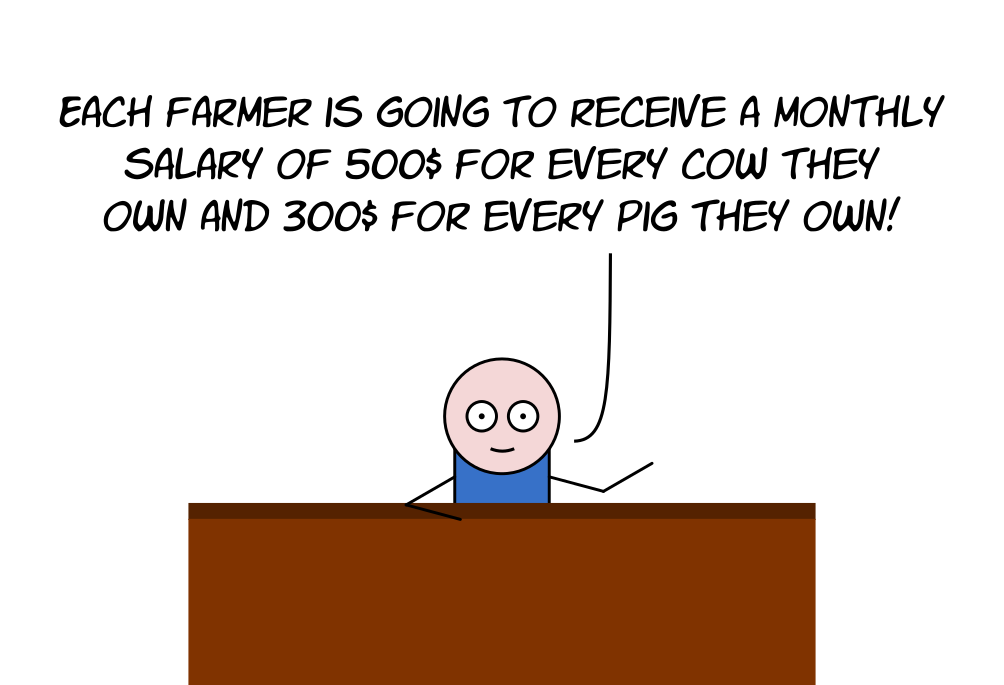 EACH FARMER IS GOING TO RECEIVE A MONTHLY
SALARY OF 500$ FOR EVERY COW THEY
OWN AND 300$ FOR EVERY PIG THEY OWN!